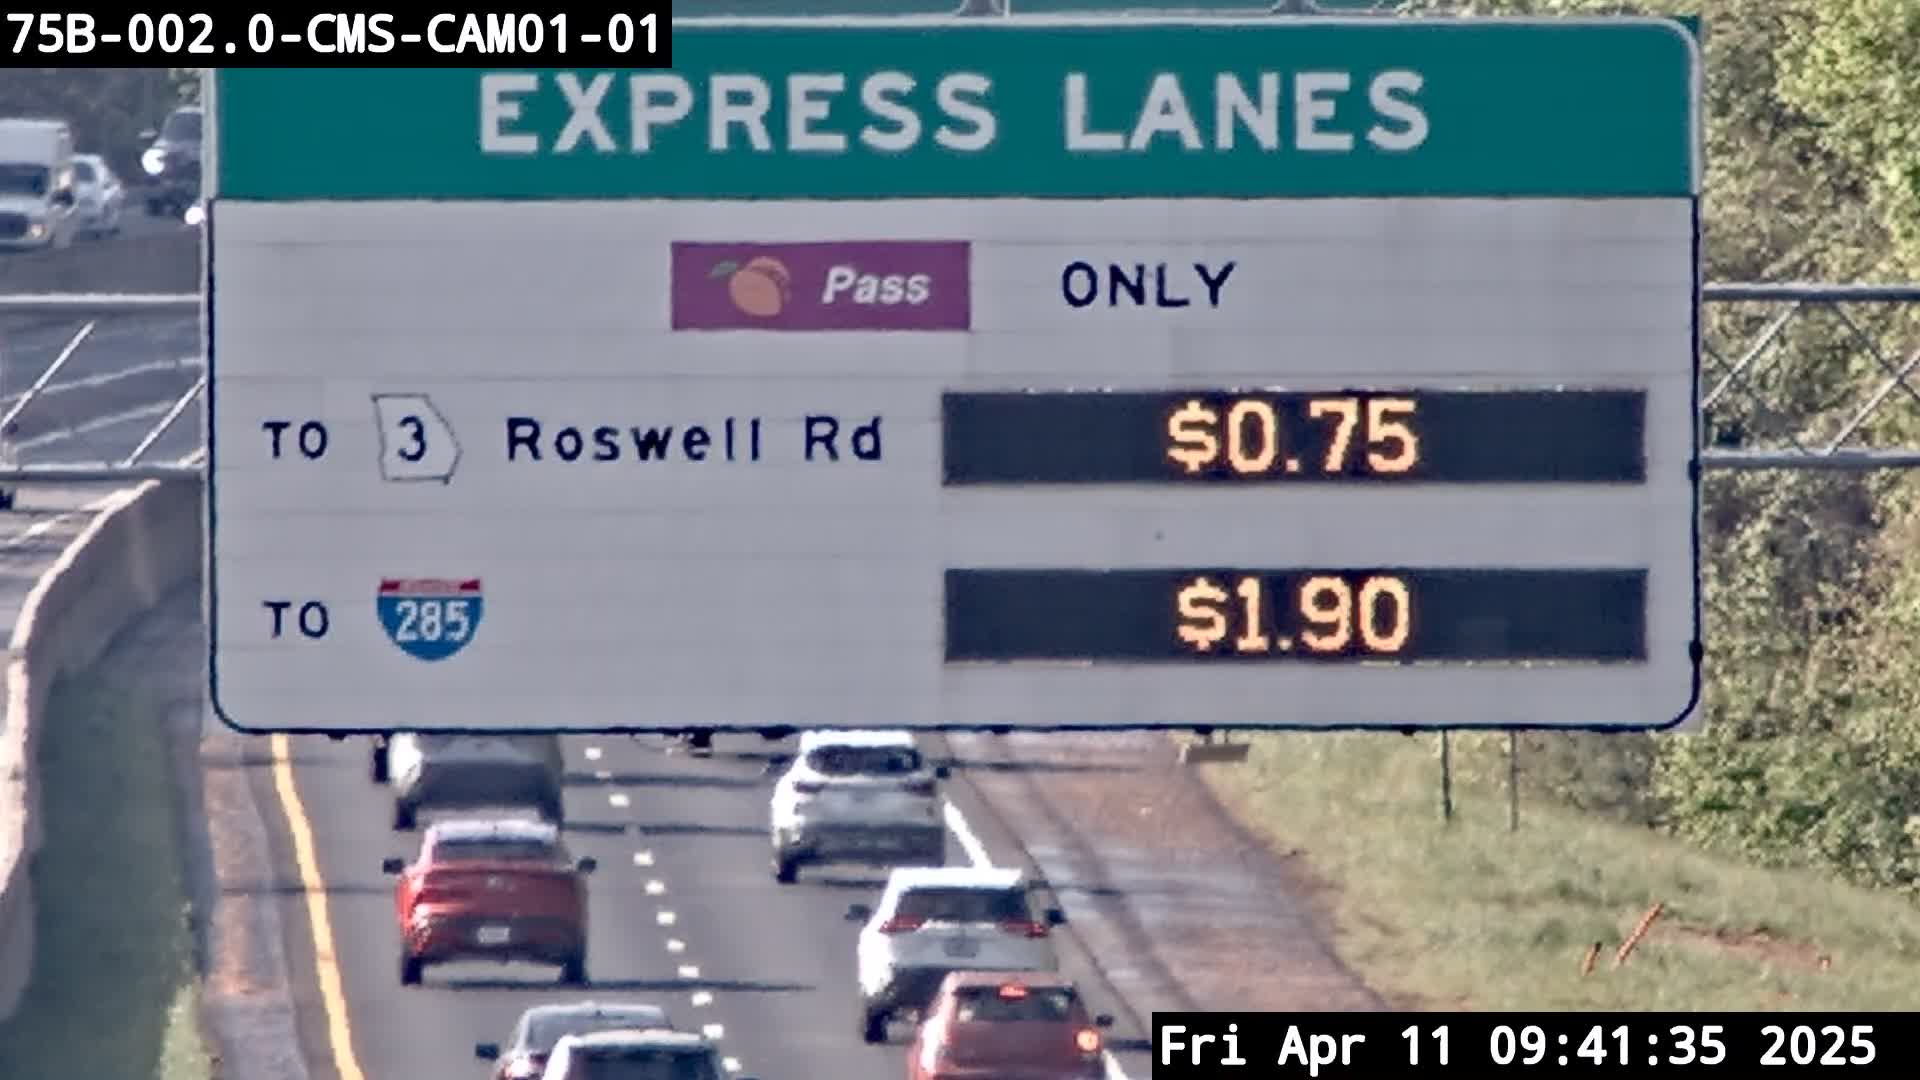 75B-002.0-CMS-CAM01-01
EXPRESS LANES
Pass ONLY
TO 3 Roswell Rd $0.75
TO 285 $1.90
Fri Apr 11 09:41:35 2025